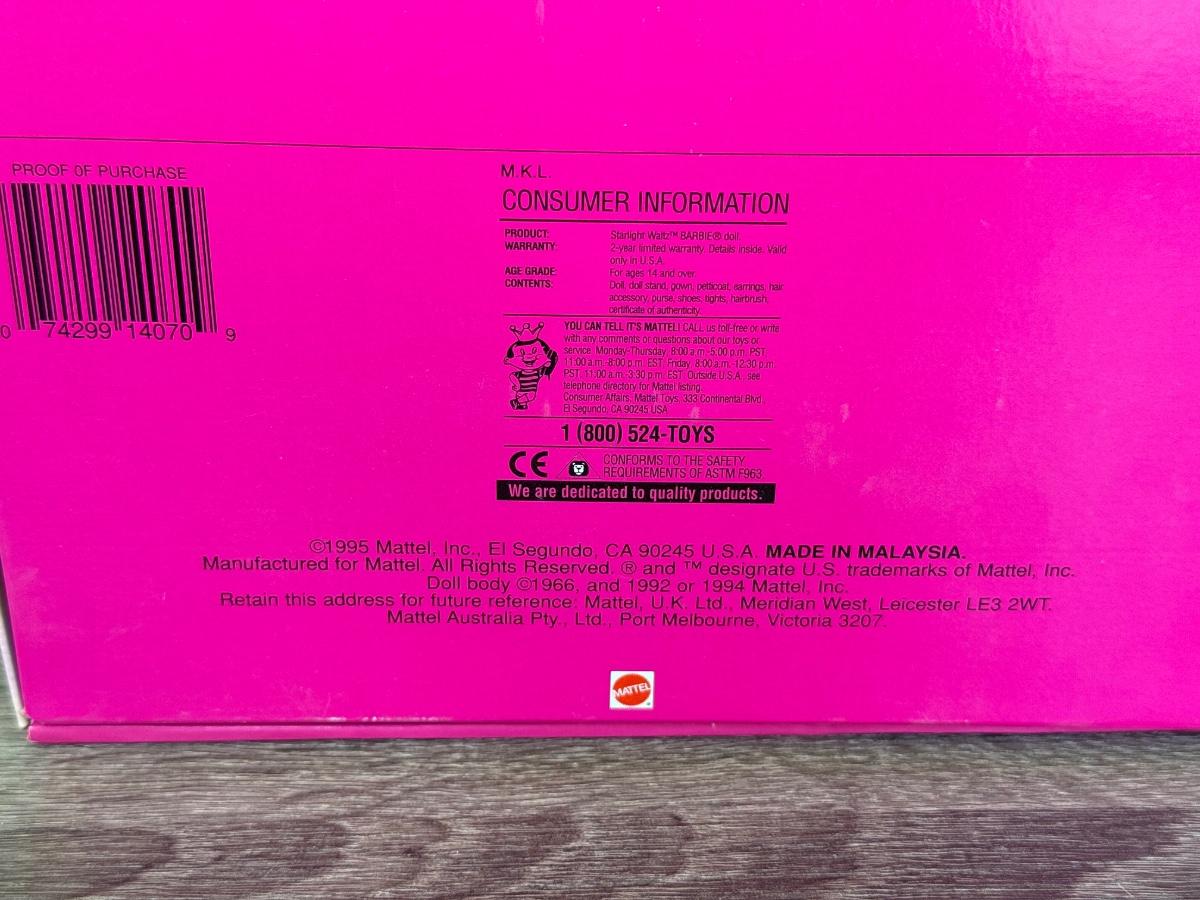 PROOF OF PURCHASE
0 74299 14070 9
M.K.L.
CONSUMER INFORMATION
PRODUCT: Starlight Waltz™ BARBIE® doll.
WARRANTY: 2-year limited warranty. Details inside. Valid
only in U.S.A.
AGE GRADE: For ages 14 and over.
CONTENTS: Doll, doll stand, gown, petticoat, earrings, hair
accessory, purse, shoes, tights, hairbrush,
certificate of authenticity.
YOU CAN TELL IT'S MATTEL! CALL us toll-free or write
with any comments or questions about our toys or
service. Monday-Thursday, 8:00 a.m.-5:00 p.m. PST,
11:00 a.m.-8:00 p.m. EST. Friday, 8:00 a.m.-12:30 p.m.
PST, 11:00 a.m.-3:30 p.m. EST. Outside U.S.A., see
telephone directory for Mattel listing.
Consumer Affairs, Mattel Toys, 333 Continental Blvd.,
El Segundo, CA 90245 USA
1 (800) 524-TOYS
CE CONFORMS TO THE SAFETY
REQUIREMENTS OF ASTM F963.
We are dedicated to quality products.
©1995 Mattel, Inc., El Segundo, CA 90245 U.S.A. MADE IN MALAYSIA.
Manufactured for Mattel. All Rights Reserved. ® and ™ designate U.S. trademarks of Mattel, Inc.
Doll body ©1966, and 1992 or 1994 Mattel, Inc.
Retain this address for future reference: Mattel, U.K. Ltd., Meridian West, Leicester LE3 2WT.
Mattel Australia Pty., Ltd., Port Melbourne, Victoria 3207.
MATTEL